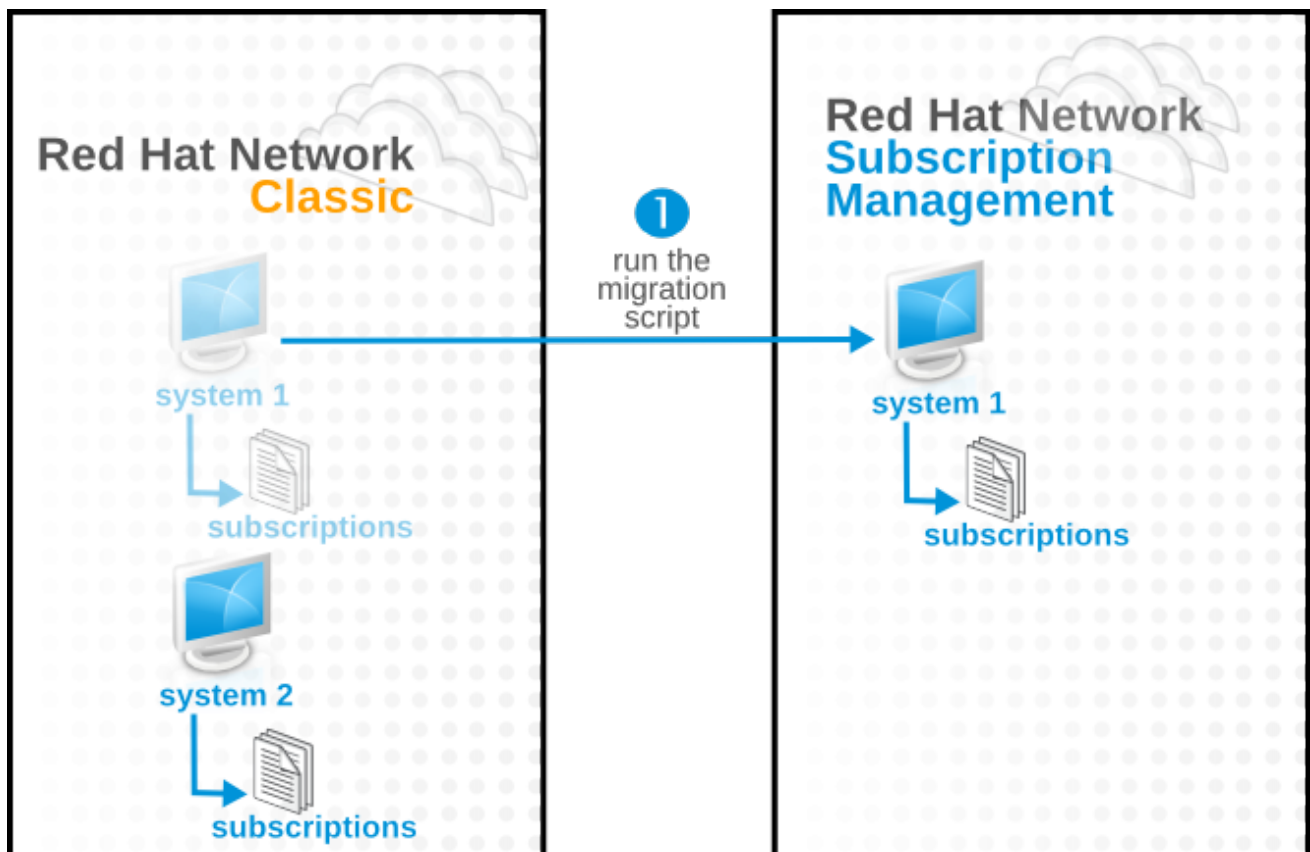 Red Hat Network
Classic
system 1
subscriptions
system 2
subscriptions
1
run the
migration
script
Red Hat Network
Subscription
Management
system 1
subscriptions